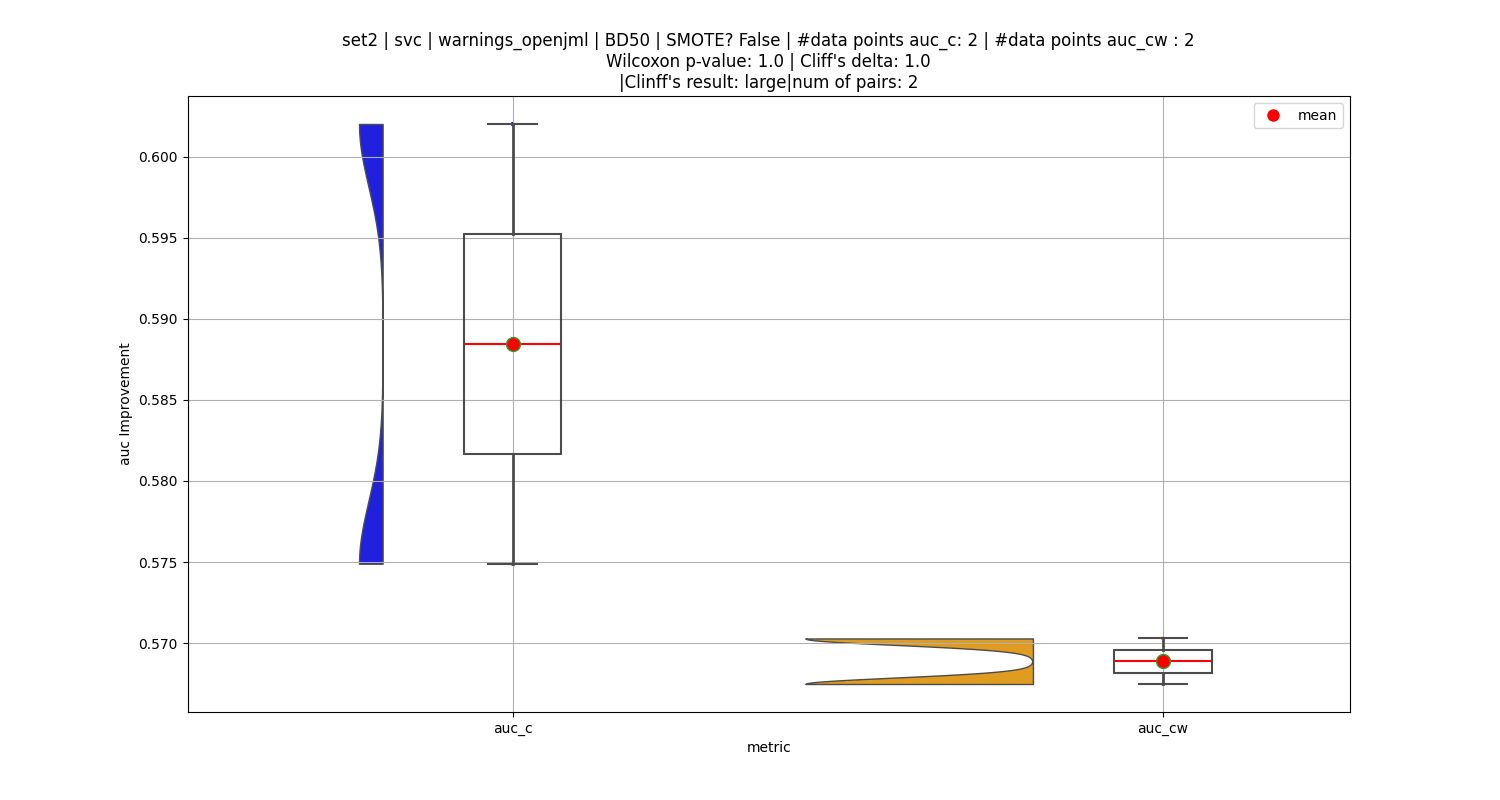 set2 | svc | warnings_openjml | BD50 | SMOTE? False | #data points auc_c: 2 | #data points auc_cw : 2
Wilcoxon p-value: 1.0 | Cliff's delta: 1.0
|Clinff's result: large|num of pairs: 2
mean
0.600
0.595
0.590
0.585
0.580
0.575
0.570
auc Improvement
auc_c
auc_cw
metric